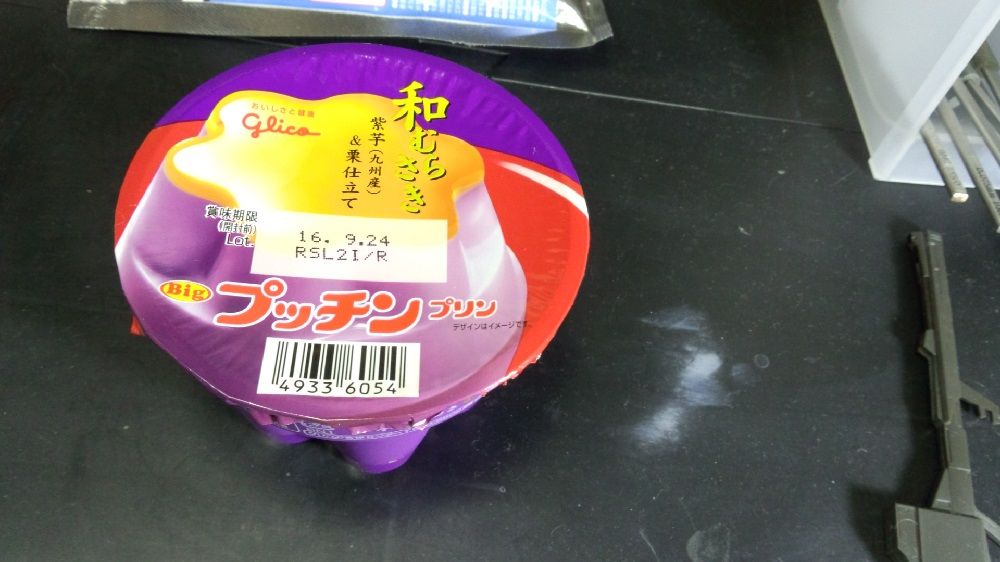 おいしさと健康
Glico
和むらさき
紫芋(九州産)
&栗仕立て
賞味期限
(開封前)
Lot.
16. 9.24
RSL2I/R
Big プッチンプリン
デザインはイメージです。
4933 6054